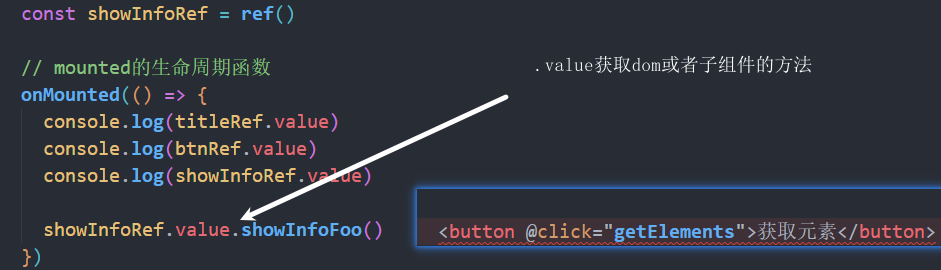 const showInfoRef = ref()
// mounted的生命周期函数
.value获取dom或者子组件的方法
onMounted(() => {
console.log(titleRef.value)
console.log(btnRef.value)
console.log(showInfoRef.value)
showInfoRef.value.showInfoFoo()
<button @click="getElements">获取元素</button>
})